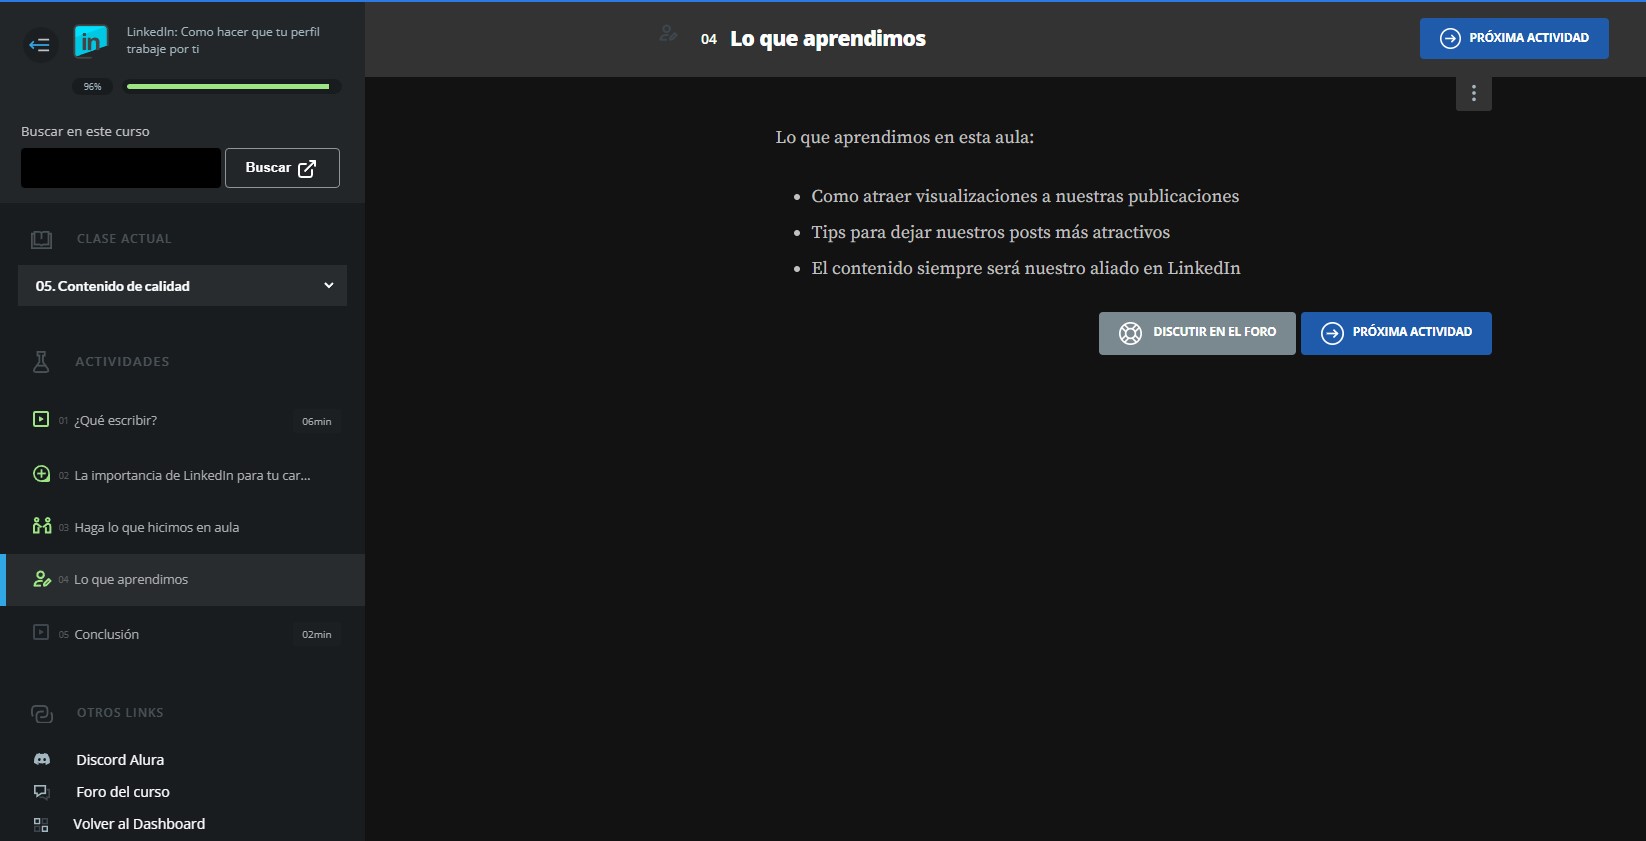 LinkedIn: Como hacer que tu perfil
trabaje por ti
in
96%
Buscar en este curso
Buscar
CLASE ACTUAL
05. Contenido de calidad
ACTIVIDADES
01 ¿Qué escribir? 06min
02 La importancia de LinkedIn para tu car...
03 Haga lo que hicimos en aula
04 Lo que aprendimos
05 Conclusión 02min
OTROS LINKS
Discord Alura
Foro del curso
Volver al Dashboard
04 Lo que aprendimos
PRÓXIMA ACTIVIDAD
Lo que aprendimos en esta aula:
• Como atraer visualizaciones a nuestras publicaciones
• Tips para dejar nuestros posts más atractivos
• El contenido siempre será nuestro aliado en LinkedIn
DISCUTIR EN EL FORO
PRÓXIMA ACTIVIDAD